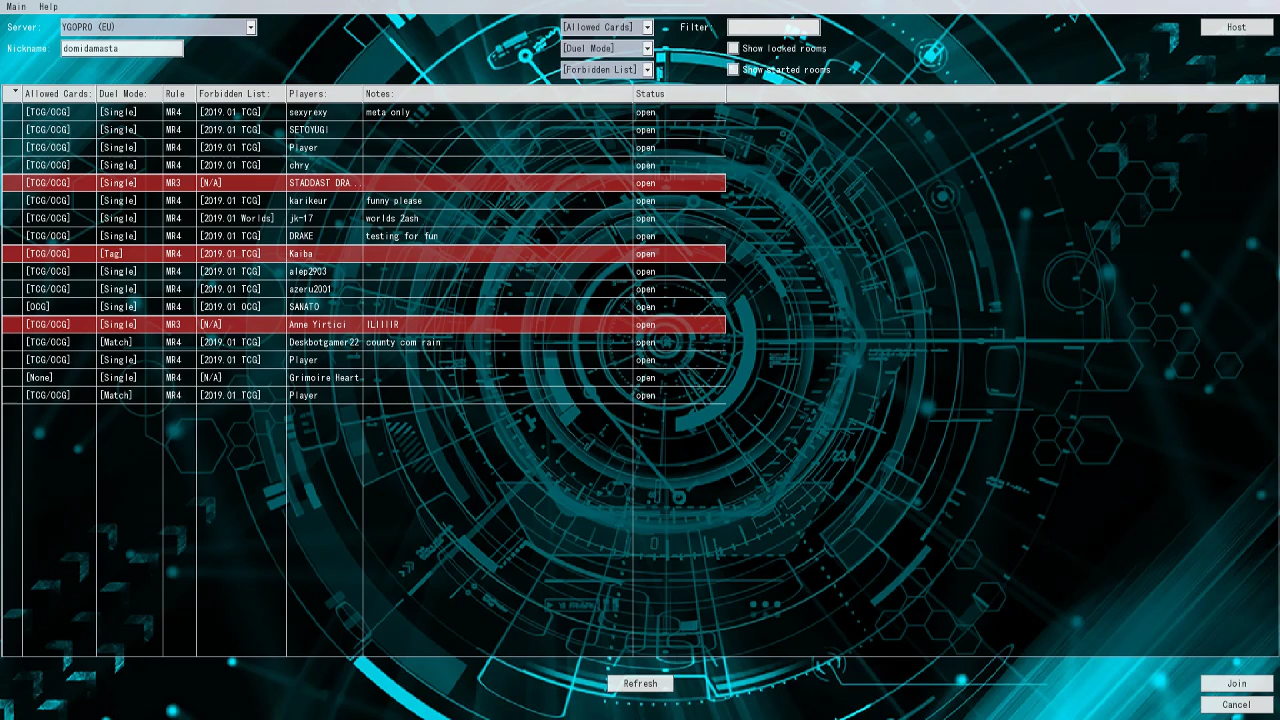 Main Help
Server: YGOPRO (EU) [Allowed Cards] Filter: Host
Nickname: domidamasta [Duel Mode] Show locked rooms
[Forbidden List] Show started rooms
Allowed Cards: Duel Mode: Rule Forbidden List: Players: Notes: Status
[TCG/OCG] [Single] MR4 [2019.01 TCG] sexyrexy meta only open
[TCG/OCG] [Single] MR4 [2019.01 TCG] SETOYUGI open
[TCG/OCG] [Single] MR4 [2019.01 TCG] Player open
[TCG/OCG] [Single] MR4 [2019.01 TCG] chry open
[TCG/OCG] [Single] MR3 [N/A] STADDAST DRA... open
[TCG/OCG] [Single] MR4 [2019.01 TCG] karikeur funny please open
[TCG/OCG] [Single] MR4 [2019.01 Worlds] jk-17 worlds 2ash open
[TCG/OCG] [Single] MR4 [2019.01 TCG] DRAKE testing for fun open
[TCG/OCG] [Tag] MR4 [2019.01 TCG] Kaiba open
[TCG/OCG] [Single] MR4 [2019.01 TCG] alep2903 open
[TCG/OCG] [Single] MR4 [2019.01 TCG] azeru2001 open
[OCG] [Single] MR4 [2019.01 OCG] SANATO open
[TCG/OCG] [Single] MR3 [N/A] Anne Yirtici open
[TCG/OCG] [Match] MR4 [2019.01 TCG] Deskbotgamer22 county com rain open
[TCG/OCG] [Single] MR4 [2019.01 TCG] Player open
[None] [Single] MR4 [N/A] Grimoire Heart open
[TCG/OCG] [Match] MR4 [2019.01 TCG] Player open
23.4
Refresh Join
Cancel